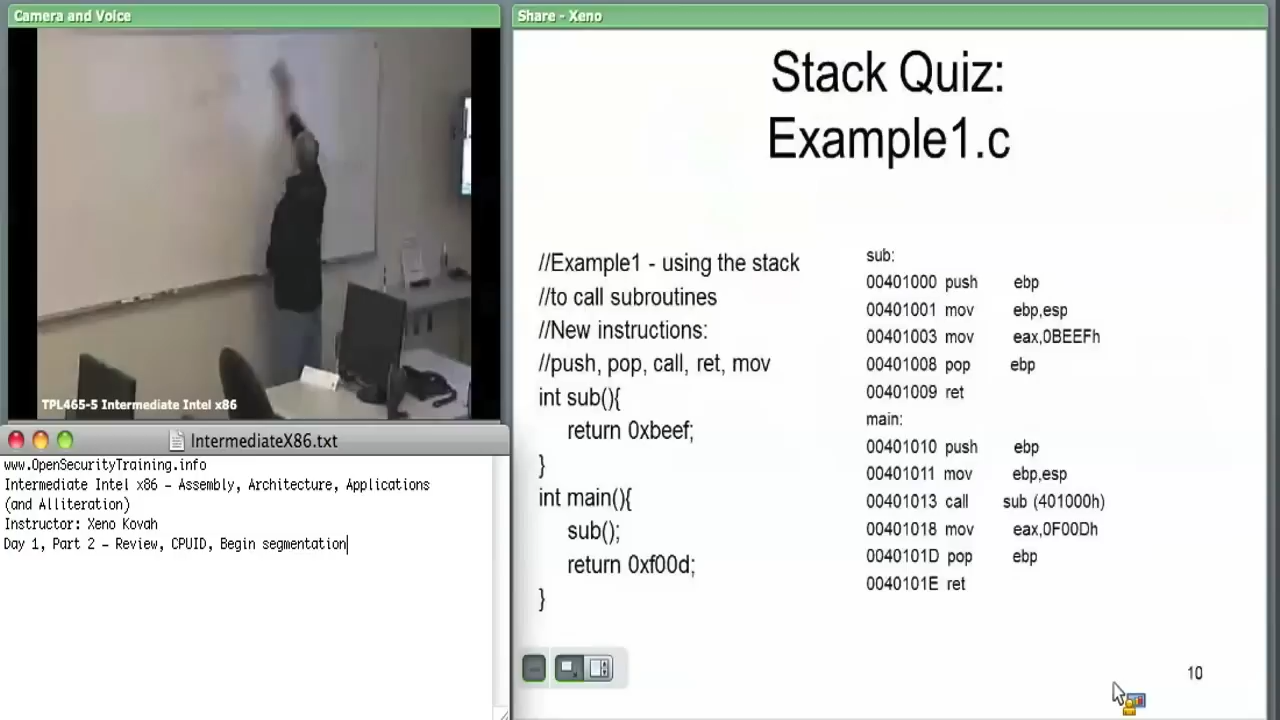 Camera and Voice
TPL465-5 Intermediate Intel x86
IntermediateX86.txt
www.OpenSecurityTraining.info
Intermediate Intel x86 – Assembly, Architecture, Applications
(and Alliteration)
Instructor: Xeno Kovah
Day 1, Part 2 – Review, CPUID, Begin segmentation
Share - Xeno
Stack Quiz:
Example1.c
//Example1 - using the stack
//to call subroutines
//New instructions:
//push, pop, call, ret, mov
int sub(){
return 0xbeef;
}
int main(){
sub();
return 0xf00d;
}
sub:
00401000 push ebp
00401001 mov ebp,esp
00401003 mov eax,0BEEFh
00401008 pop ebp
00401009 ret
main:
00401010 push ebp
00401011 mov ebp,esp
00401013 call sub (401000h)
00401018 mov eax,0F00Dh
0040101D pop ebp
0040101E ret
10